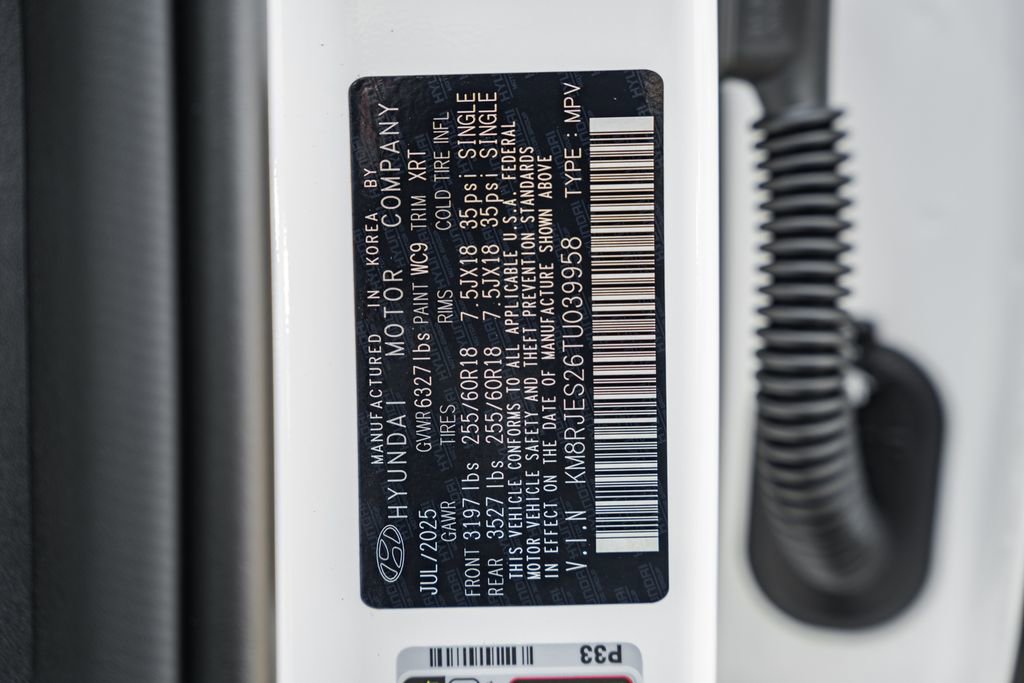 MANUFACTURED IN KOREA BY
HYUNDAI MOTOR COMPANY
JUL/2025 GVWR 6327lbs PAINT WC9 TRIM XRT
GAWR TIRES RIMS COLD TIRE INFL
FRONT 3197lbs 255/60R18 7.5JX18 35psi SINGLE
REAR 3527lbs 255/60R18 7.5JX18 35psi SINGLE
THIS VEHICLE CONFORMS TO ALL APPLICABLE U.S.A. FEDERAL
MOTOR VEHICLE SAFETY AND THEFT PREVENTION STANDARDS
IN EFFECT ON THE DATE OF MANUFACTURE SHOWN ABOVE
V.I.N KM8RJES26TU039958 TYPE : MPV
P33